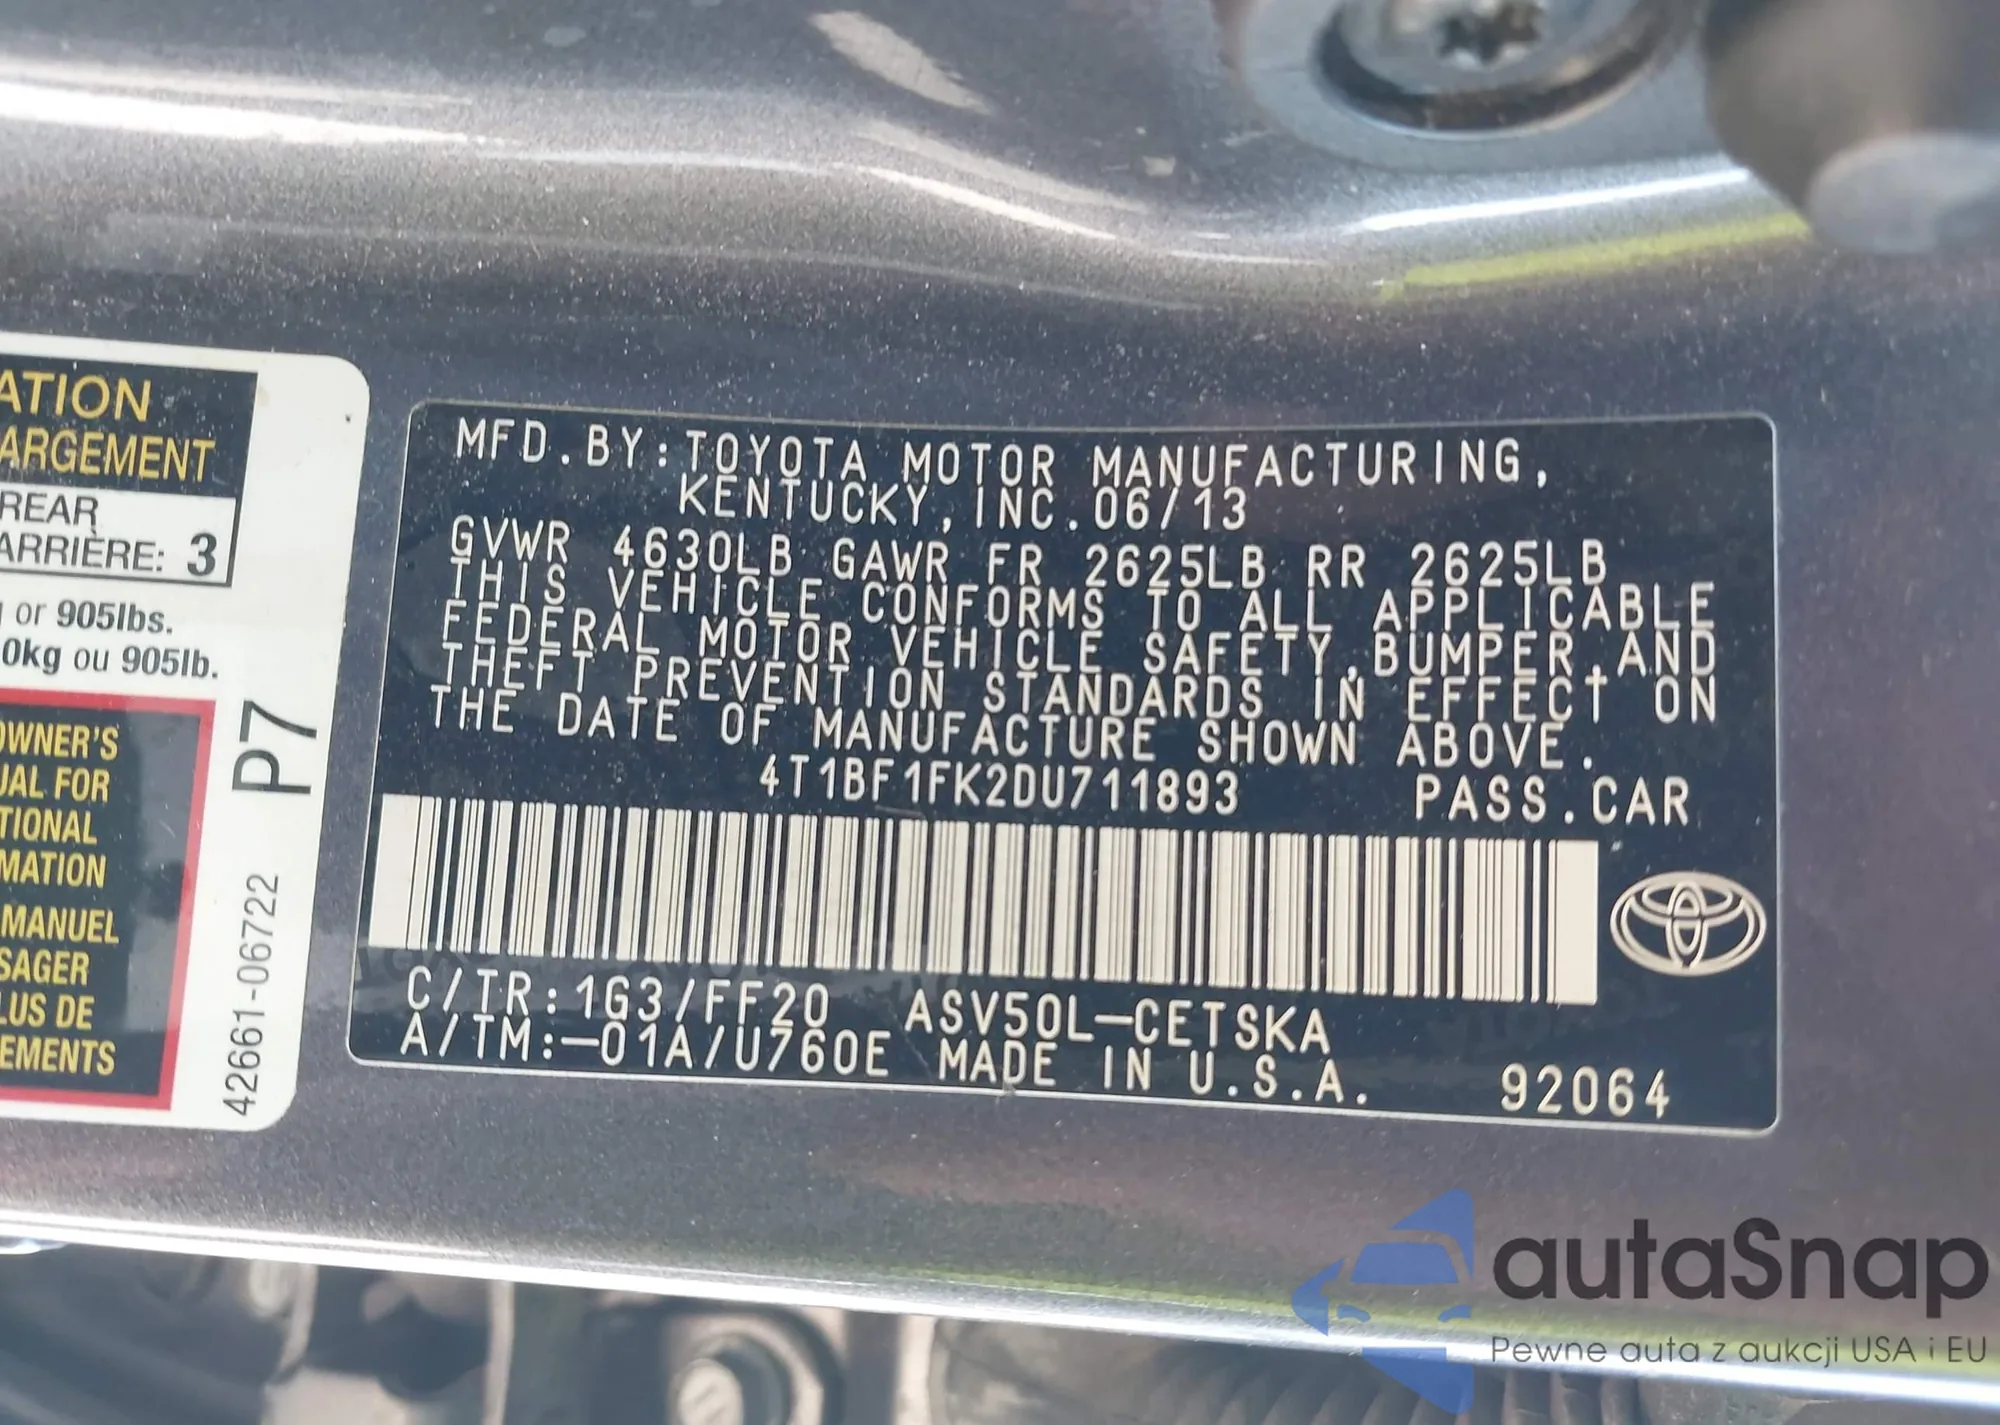 ATION
ARGEMENT
REAR
ARRIÈRE: 3
or 905lbs.
0kg ou 905lb.
OWNER'S
UAL FOR
TIONAL
MATION
MANUEL
SAGER
LUS DE
EMENTS
P7
42661-06722
MFD.BY:TOYOTA MOTOR MANUFACTURING,
KENTUCKY,INC.06/13
GVWR 4630LB GAWR FR 2625LB RR 2625LB
THIS VEHICLE CONFORMS TO ALL APPLICABLE
FEDERAL MOTOR VEHICLE SAFETY,BUMPER,AND
THEFT PREVENTION STANDARDS IN EFFECT ON
THE DATE OF MANUFACTURE SHOWN ABOVE.
4T1BF1FK2DU711893 PASS.CAR
C/TR:1G3/FF20 ASV50L-CETSKA
A/TM:-01A/U760E MADE IN U.S.A. 92064
autaSnap
Pewne auta z aukcji USA i EU